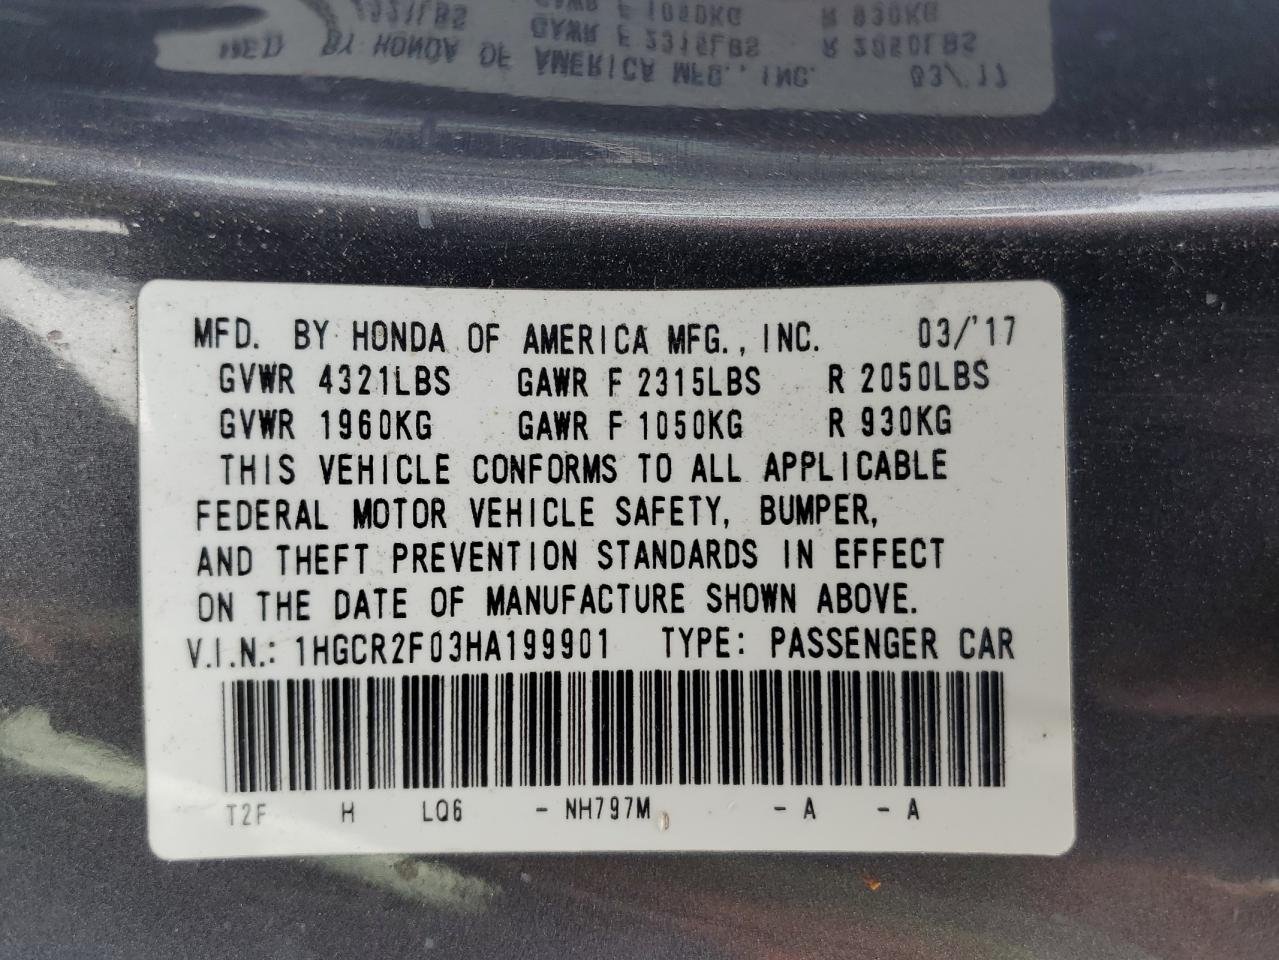 MFD. BY HONDA OF AMERICA MFG., INC. 03/'17
GVWR 4321LBS GAWR F 2315LBS R 2050LBS
GVWR 1960KG GAWR F 1050KG R 930KG
THIS VEHICLE CONFORMS TO ALL APPLICABLE
FEDERAL MOTOR VEHICLE SAFETY, BUMPER,
AND THEFT PREVENTION STANDARDS IN EFFECT
ON THE DATE OF MANUFACTURE SHOWN ABOVE.
V.I.N.: 1HGCR2F03HA199901 TYPE: PASSENGER CAR
T2F H LQ6 - NH797M - A - A